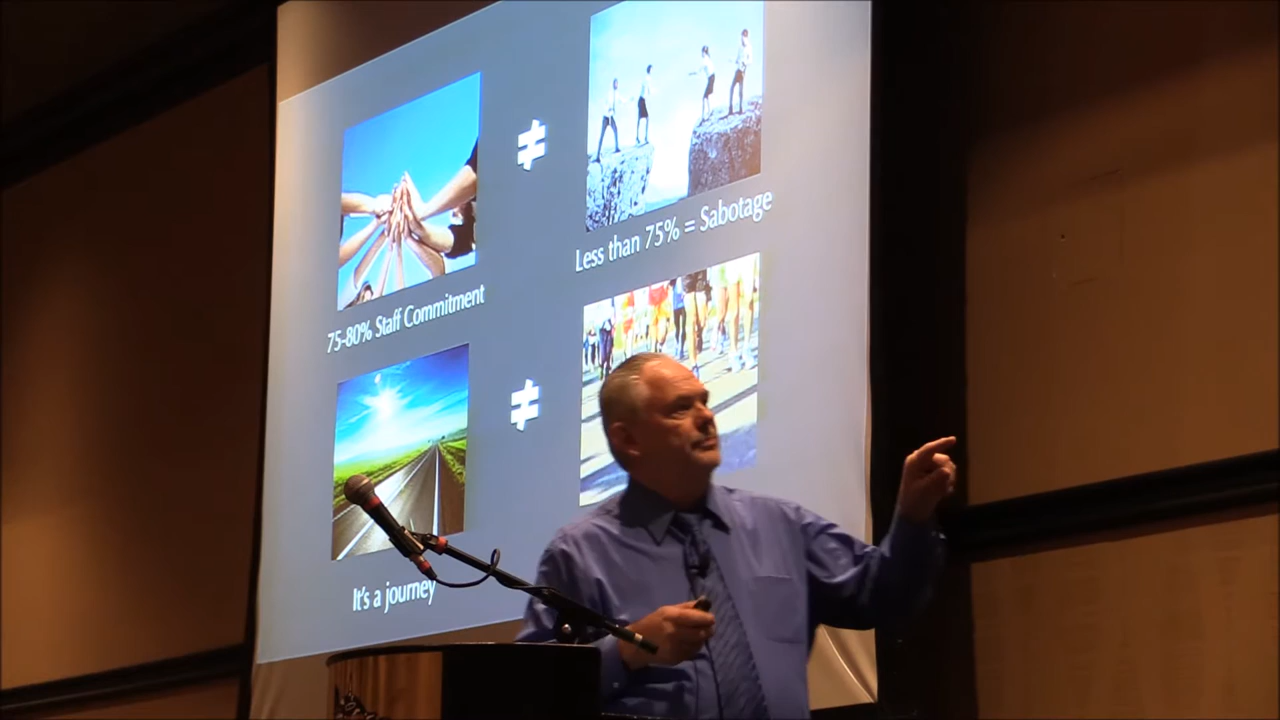 ≠
Less than 75% = Sabotage
75-80% Staff Commitment
≠
It's a journey